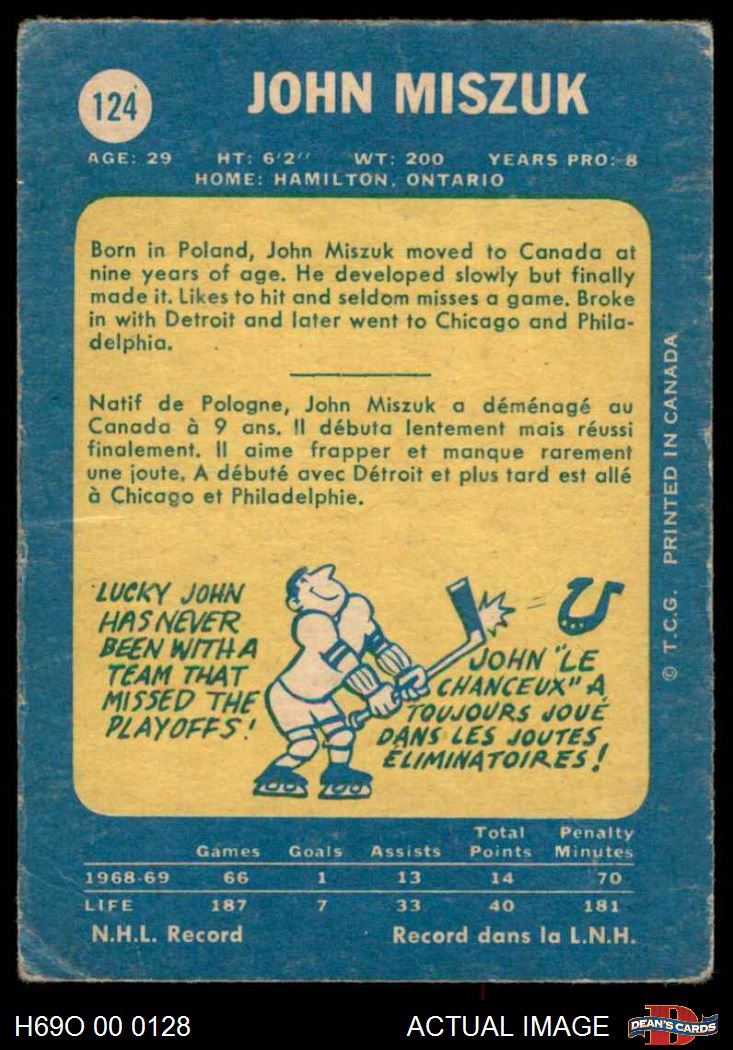 124
JOHN MISZUK
AGE: 29 HT: 6'2'' WT: 200 YEARS PRO: 8
HOME: HAMILTON, ONTARIO
Born in Poland, John Miszuk moved to Canada at
nine years of age. He developed slowly but finally
made it. Likes to hit and seldom misses a game. Broke
in with Detroit and later went to Chicago and Phila-
delphia.
Natif de Pologne, John Miszuk a déménagé au
Canada à 9 ans. Il débuta lentement mais réussi
finalement. Il aime frapper et manque rarement
une joute. A débuté avec Détroit et plus tard est allé
à Chicago et Philadelphie.
LUCKY JOHN
HAS NEVER
BEEN WITH A
TEAM THAT
MISSED THE
PLAYOFFS!
JOHN "LE
CHANCEUX" A
TOUJOURS JOUÉ
DANS LES JOUTES
ÉLIMINATOIRES!
© T.C.G. PRINTED IN CANADA
Games Goals Assists Total Points Penalty Minutes
1968-69 66 1 13 14 70
LIFE 187 7 33 40 181
N.H.L. Record Record dans la L.N.H.
H69O 00 0128 ACTUAL IMAGE D DEAN'S CARDS